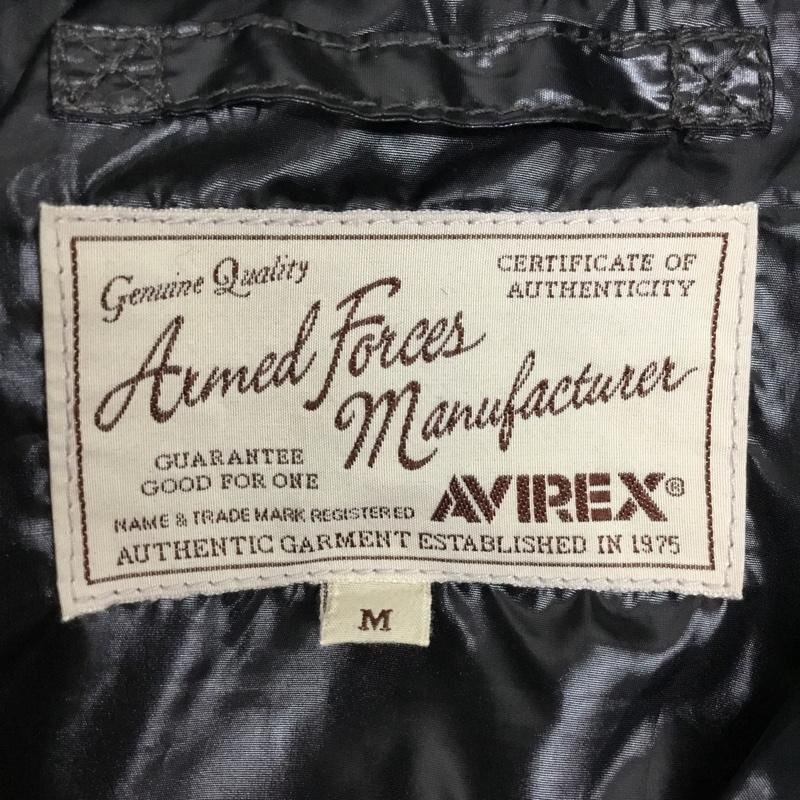 Genuine Quality
CERTIFICATE OF
AUTHENTICITY
Armed Forces
Manufacturer
GUARANTEE
GOOD FOR ONE
AVIREX®
NAME & TRADE MARK REGISTERED
AUTHENTIC GARMENT ESTABLISHED IN 1975
M